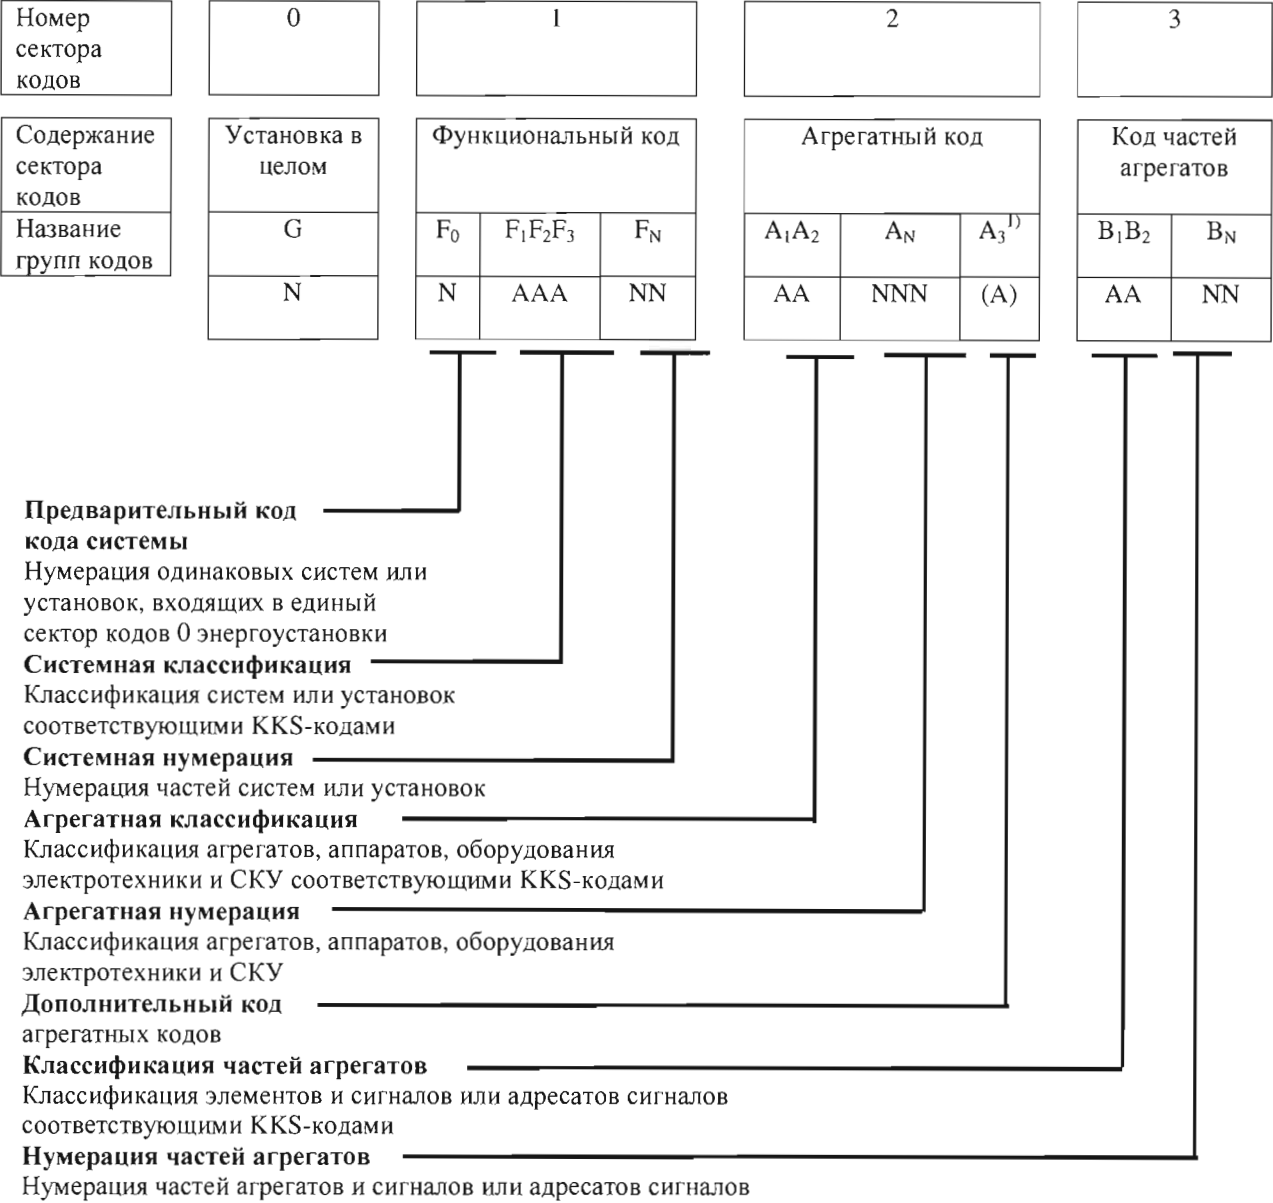 Номер сектора кодов 0 1 2 3
Содержание сектора кодов Установка в целом Функциональный код Агрегатный код Код частей агрегатов
Название групп кодов G F₀ F₁F₂F₃ F_N A₁A₂ A_N A₃¹⁾ B₁B₂ B_N
N N AAA NN AA NNN (A) AA NN
Предварительный код
кода системы
Нумерация одинаковых систем или
установок, входящих в единый
сектор кодов 0 энергоустановки
Системная классификация
Классификация систем или установок
соответствующими KKS-кодами
Системная нумерация
Нумерация частей систем или установок
Агрегатная классификация
Классификация агрегатов, аппаратов, оборудования
электротехники и СКУ соответствующими KKS-кодами
Агрегатная нумерация
Классификация агрегатов, аппаратов, оборудования
электротехники и СКУ
Дополнительный код
агрегатных кодов
Классификация частей агрегатов
Классификация элементов и сигналов или адресатов сигналов
соответствующими KKS-кодами
Нумерация частей агрегатов
Нумерация частей агрегатов и сигналов или адресатов сигналов